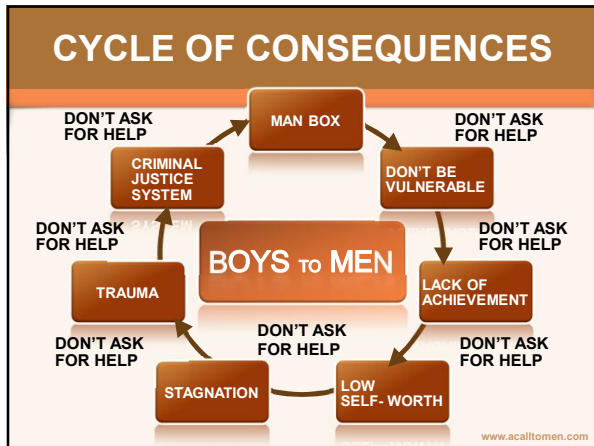 CYCLE OF CONSEQUENCES
DON'T ASK
FOR HELP
MAN BOX
DON'T ASK
FOR HELP
CRIMINAL
JUSTICE
SYSTEM
DON'T BE
VULNERABLE
DON'T ASK
FOR HELP
DON'T ASK
FOR HELP
BOYS TO MEN
TRAUMA
LACK OF
ACHIEVEMENT
DON'T ASK
FOR HELP
DON'T ASK
FOR HELP
DON'T ASK
FOR HELP
STAGNATION
LOW
SELF- WORTH
www.acalltomen.com